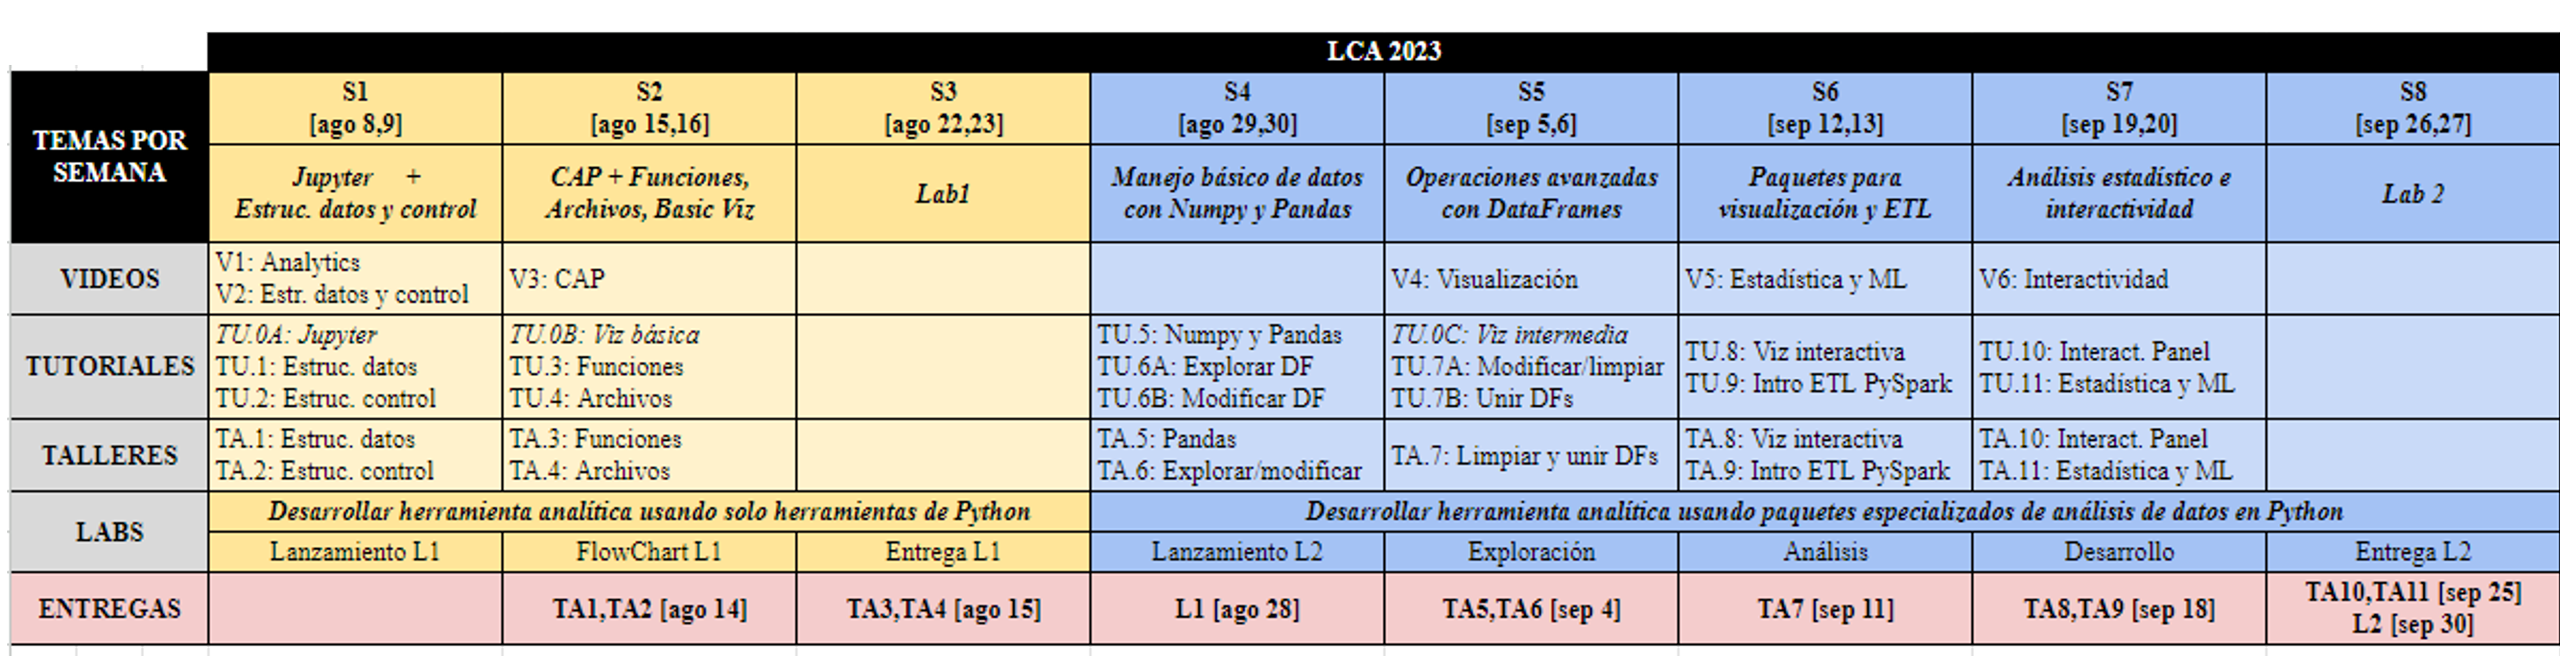 LCA 2023
TEMAS POR
SEMANA
S1
[ago 8,9]
S2
[ago 15,16]
S3
[ago 22,23]
S4
[ago 29,30]
S5
[sep 5,6]
S6
[sep 12,13]
S7
[sep 19,20]
S8
[sep 26,27]
Jupyter +
Estruc. datos y control
CAP + Funciones,
Archivos, Basic Viz
Lab1
Manejo básico de datos
con Numpy y Pandas
Operaciones avanzadas
con DataFrames
Paquetes para
visualización y ETL
Análisis estadístico e
interactividad
Lab 2
VIDEOS
V1: Analytics
V2: Estr. datos y control
V3: CAP
V4: Visualización
V5: Estadística y ML
V6: Interactividad
TUTORIALES
TU.0A: Jupyter
TU.1: Estruc. datos
TU.2: Estruc. control
TU.0B: Viz básica
TU.3: Funciones
TU.4: Archivos
TU.5: Numpy y Pandas
TU.6A: Explorar DF
TU.6B: Modificar DF
TU.0C: Viz intermedia
TU.7A: Modificar/limpiar
TU.7B: Unir DFs
TU.8: Viz interactiva
TU.9: Intro ETL PySpark
TU.10: Interact. Panel
TU.11: Estadística y ML
TALLERES
TA.1: Estruc. datos
TA.2: Estruc. control
TA.3: Funciones
TA.4: Archivos
TA.5: Pandas
TA.6: Explorar/modificar
TA.7: Limpiar y unir DFs
TA.8: Viz interactiva
TA.9: Intro ETL PySpark
TA.10: Interact. Panel
TA.11: Estadística y ML
LABS
Desarrollar herramienta analítica usando solo herramientas de Python
Desarrollar herramienta analítica usando paquetes especializados de análisis de datos en Python
Lanzamiento L1
FlowChart L1
Entrega L1
Lanzamiento L2
Exploración
Análisis
Desarrollo
Entrega L2
ENTREGAS
TA1,TA2 [ago 14]
TA3,TA4 [ago 15]
L1 [ago 28]
TA5,TA6 [sep 4]
TA7 [sep 11]
TA8,TA9 [sep 18]
TA10,TA11 [sep 25]
L2 [sep 30]